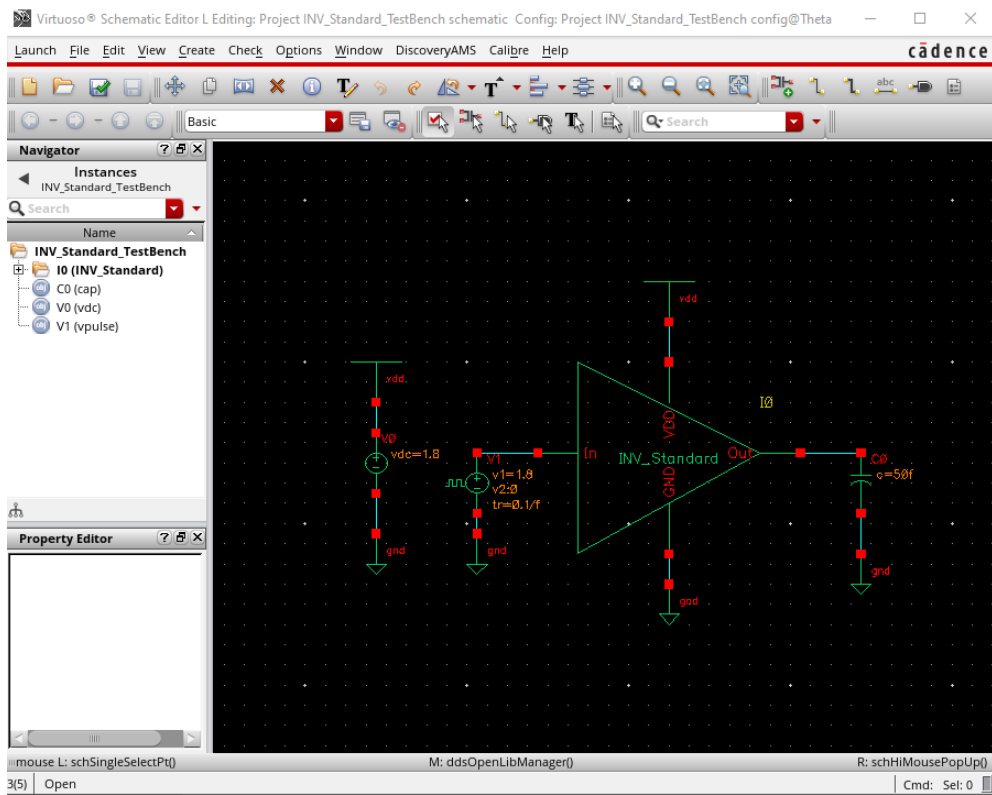 Virtuoso® Schematic Editor L Editing: Project INV_Standard_TestBench schematic Config: Project INV_Standard_TestBench config@Theta
Launch File Edit View Create Check Options Window DiscoveryAMS Calibre Help
cādence
abc
Basic
Search
Navigator
Instances
INV_Standard_TestBench
Search
Name
INV_Standard_TestBench
I0 (INV_Standard)
C0 (cap)
V0 (vdc)
V1 (vpulse)
Property Editor
vdd
vdd
I0
VDD
V0
vdc=1.8
V1
v1=1.8
v2:0
tr=0.1/f
In
INV_Standard
Out
GND
C0
c=50f
gnd
gnd
gnd
gnd
mouse L: schSingleSelectPt()
M: ddsOpenLibManager()
R: schHiMousePopUp()
3(5) Open
Cmd: Sel: 0